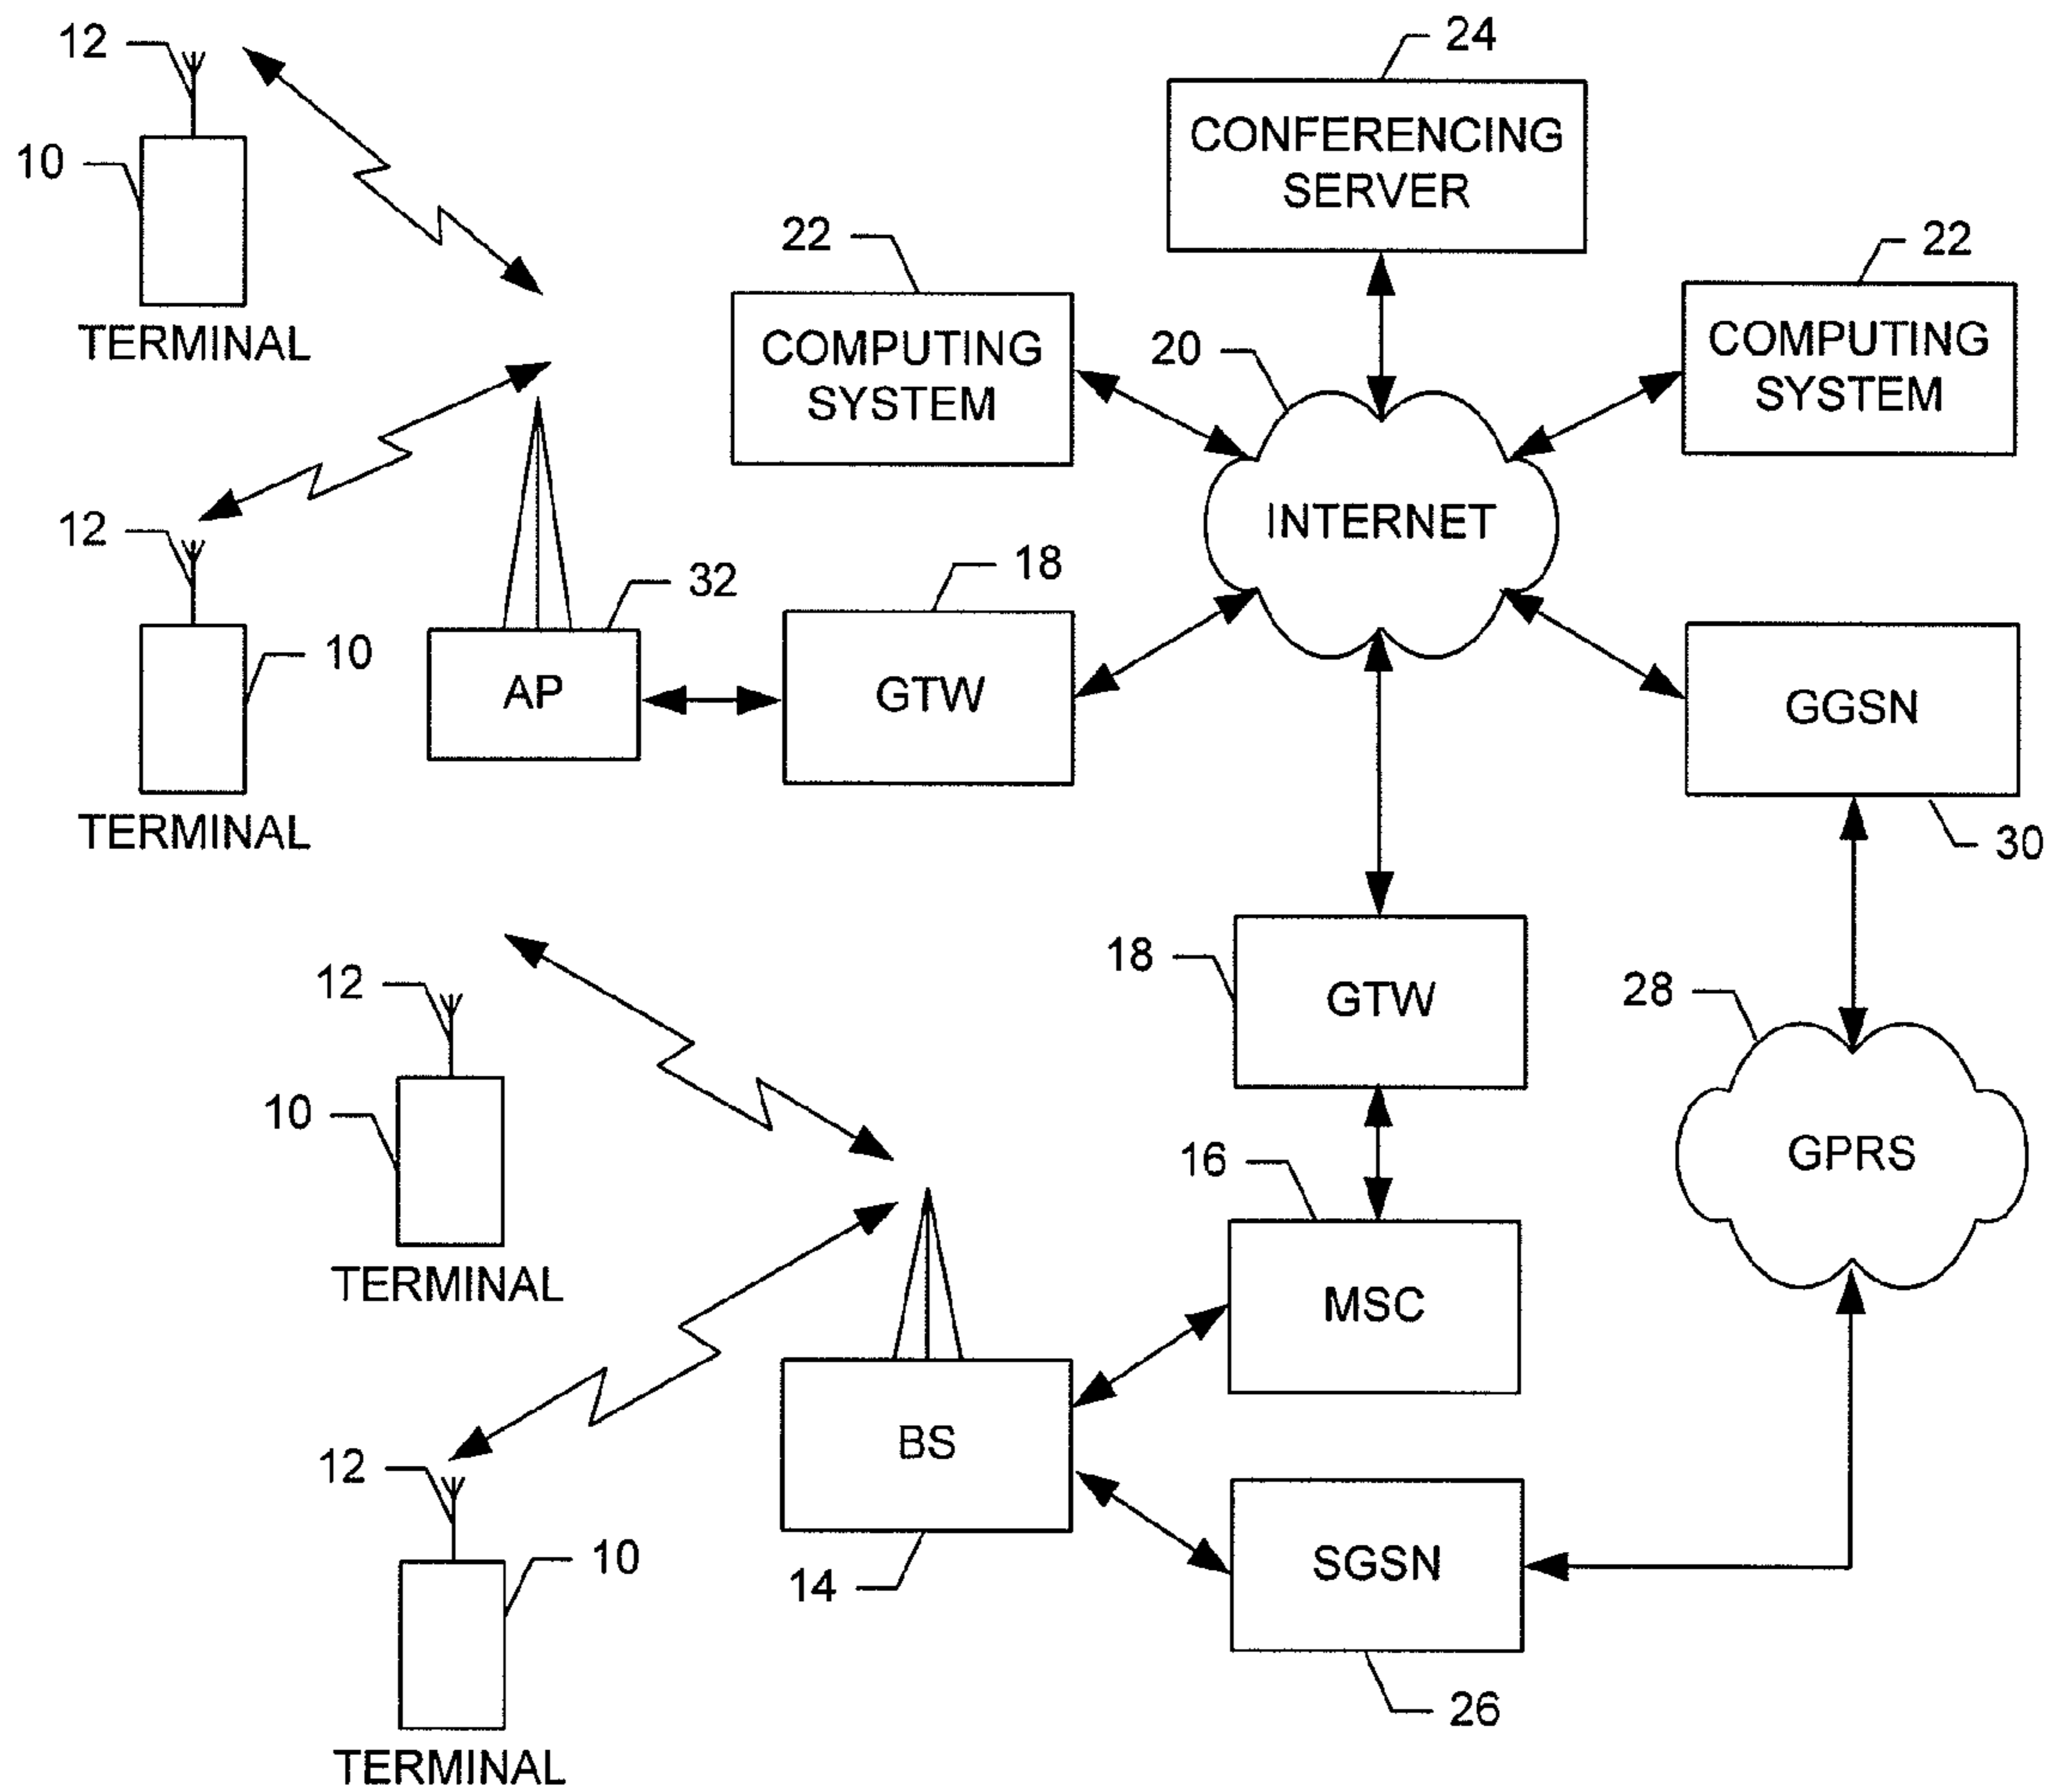 12
24
10
CONFERENCING
SERVER
22
22
TERMINAL
COMPUTING
SYSTEM
20
COMPUTING
SYSTEM
INTERNET
12
32
18
10
AP
GTW
GGSN
TERMINAL
30
12
18
GTW
28
10
16
GPRS
TERMINAL
MSC
BS
12
10
14
SGSN
26
TERMINAL